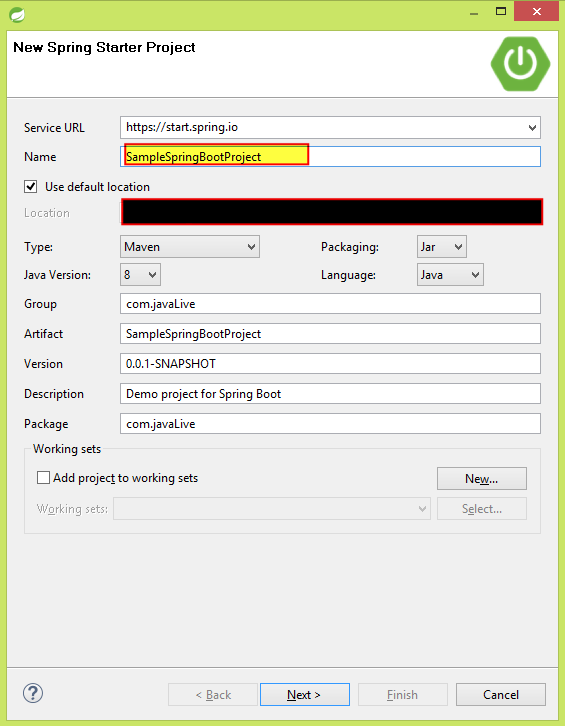 New Spring Starter Project
Service URL https://start.spring.io
Name SampleSpringBootProject
Use default location
Location
Type: Maven Packaging: Jar
Java Version: 8 Language: Java
Group com.javaLive
Artifact SampleSpringBootProject
Version 0.0.1-SNAPSHOT
Description Demo project for Spring Boot
Package com.javaLive
Working sets
Add project to working sets New...
Working sets: Select...
? < Back Next > Finish Cancel